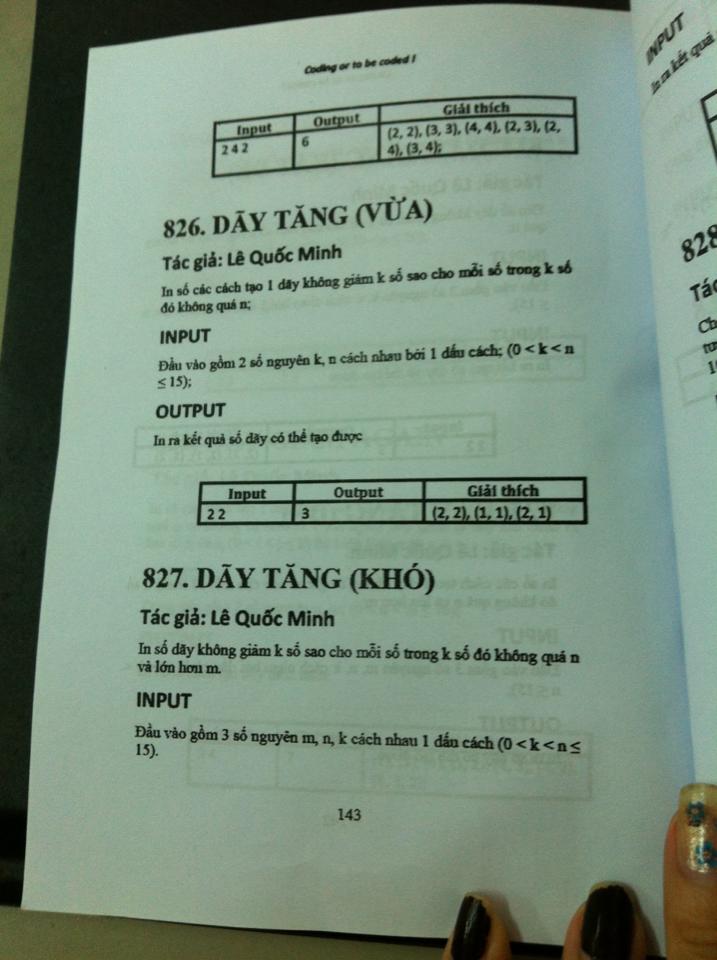 Coding or to be coded !
Input Output Giải thích
2 4 2 6 (2, 2), (3, 3), (4, 4), (2, 3), (2,
4), (3, 4);
826. DÃY TĂNG (VỪA)
Tác giả: Lê Quốc Minh
In số các cách tạo 1 dãy không giảm k số sao cho mỗi số trong k số
đó không quá n;
INPUT
Đầu vào gồm 2 số nguyên k, n cách nhau bởi 1 dấu cách; (0 < k < n
≤ 15);
OUTPUT
In ra kết quả số dãy có thể tạo được
Input Output Giải thích
2 2 3 (2, 2), (1, 1), (2, 1)
827. DÃY TĂNG (KHÓ)
Tác giả: Lê Quốc Minh
In số dãy không giảm k số sao cho mỗi số trong k số đó không quá n
và lớn hơn m.
INPUT
Đầu vào gồm 3 số nguyên m, n, k cách nhau 1 dấu cách (0 < k < n ≤
15).
143
INPUT
In ra kết quả
828